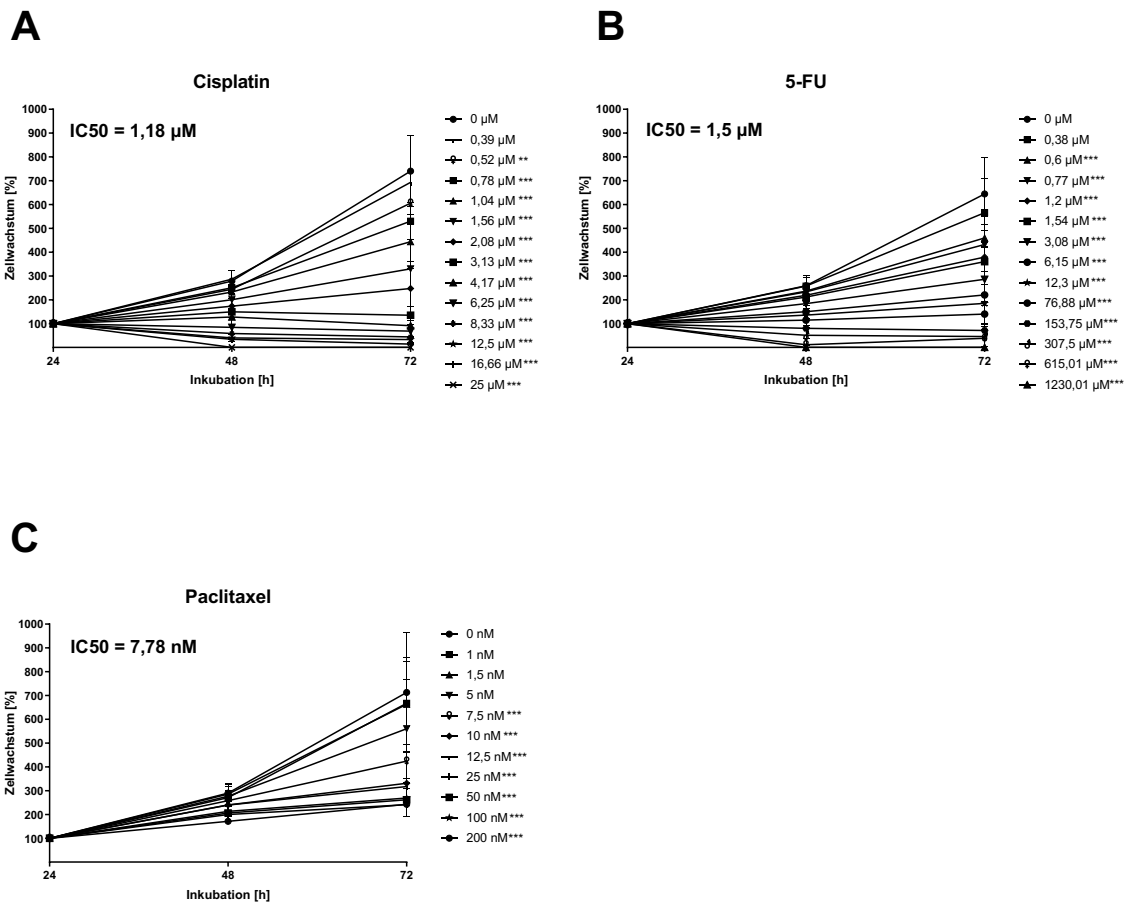 A
Cisplatin
IC50 = 1,18 µM
Zellwachstum [%]
1000
900
800
700
600
500
400
300
200
100
24
48
72
Inkubation [h]
0 µM
0,39 µM
0,52 µM **
0,78 µM ***
1,04 µM ***
1,56 µM ***
2,08 µM ***
3,13 µM ***
4,17 µM ***
6,25 µM ***
8,33 µM ***
12,5 µM ***
16,66 µM ***
25 µM ***
B
5-FU
IC50 = 1,5 µM
Zellwachstum [%]
1000
900
800
700
600
500
400
300
200
100
24
48
72
Inkubation [h]
0 µM
0,38 µM
0,6 µM ***
0,77 µM ***
1,2 µM ***
1,54 µM ***
3,08 µM ***
6,15 µM ***
12,3 µM ***
76,88 µM ***
153,75 µM ***
307,5 µM ***
615,01 µM ***
1230,01 µM ***
C
Paclitaxel
IC50 = 7,78 nM
Zellwachstum [%]
1000
900
800
700
600
500
400
300
200
100
24
48
72
Inkubation [h]
0 nM
1 nM
1,5 nM
5 nM
7,5 nM ***
10 nM ***
12,5 nM ***
25 nM ***
50 nM ***
100 nM ***
200 nM ***